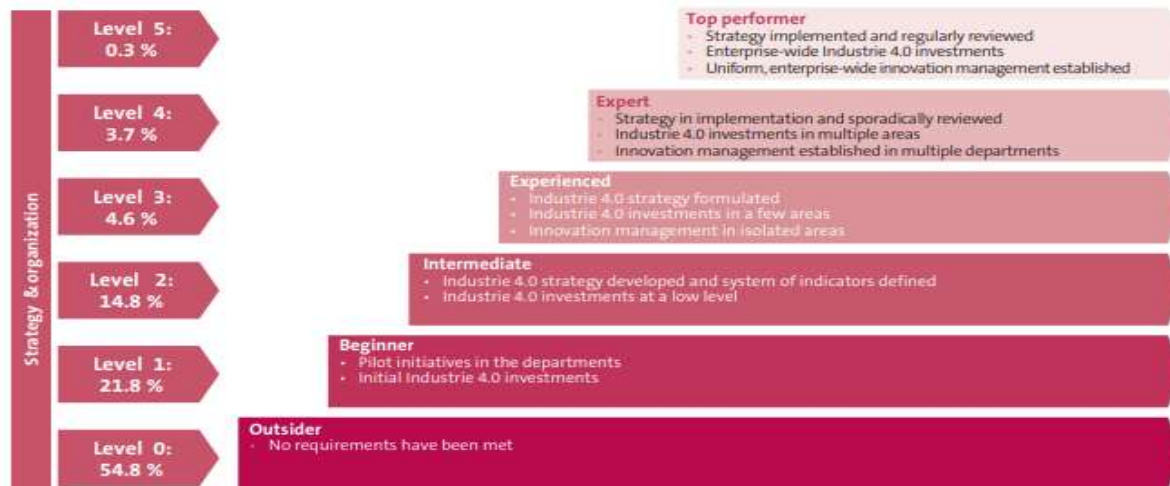 Strategy & organization
Level 5:
0.3 %
Top performer
- Strategy implemented and regularly reviewed
- Enterprise-wide Industrie 4.0 investments
- Uniform, enterprise-wide innovation management established
Level 4:
3.7 %
Expert
- Strategy in implementation and sporadically reviewed
- Industrie 4.0 investments in multiple areas
- Innovation management established in multiple departments
Level 3:
4.6 %
Experienced
• Industrie 4.0 strategy formulated
• Industrie 4.0 investments in a few areas
• Innovation management in isolated areas
Level 2:
14.8 %
Intermediate
• Industrie 4.0 strategy developed and system of indicators defined
• Industrie 4.0 investments at a low level
Level 1:
21.8 %
Beginner
• Pilot initiatives in the departments
• Initial Industrie 4.0 investments
Level 0:
54.8 %
Outsider
- No requirements have been met